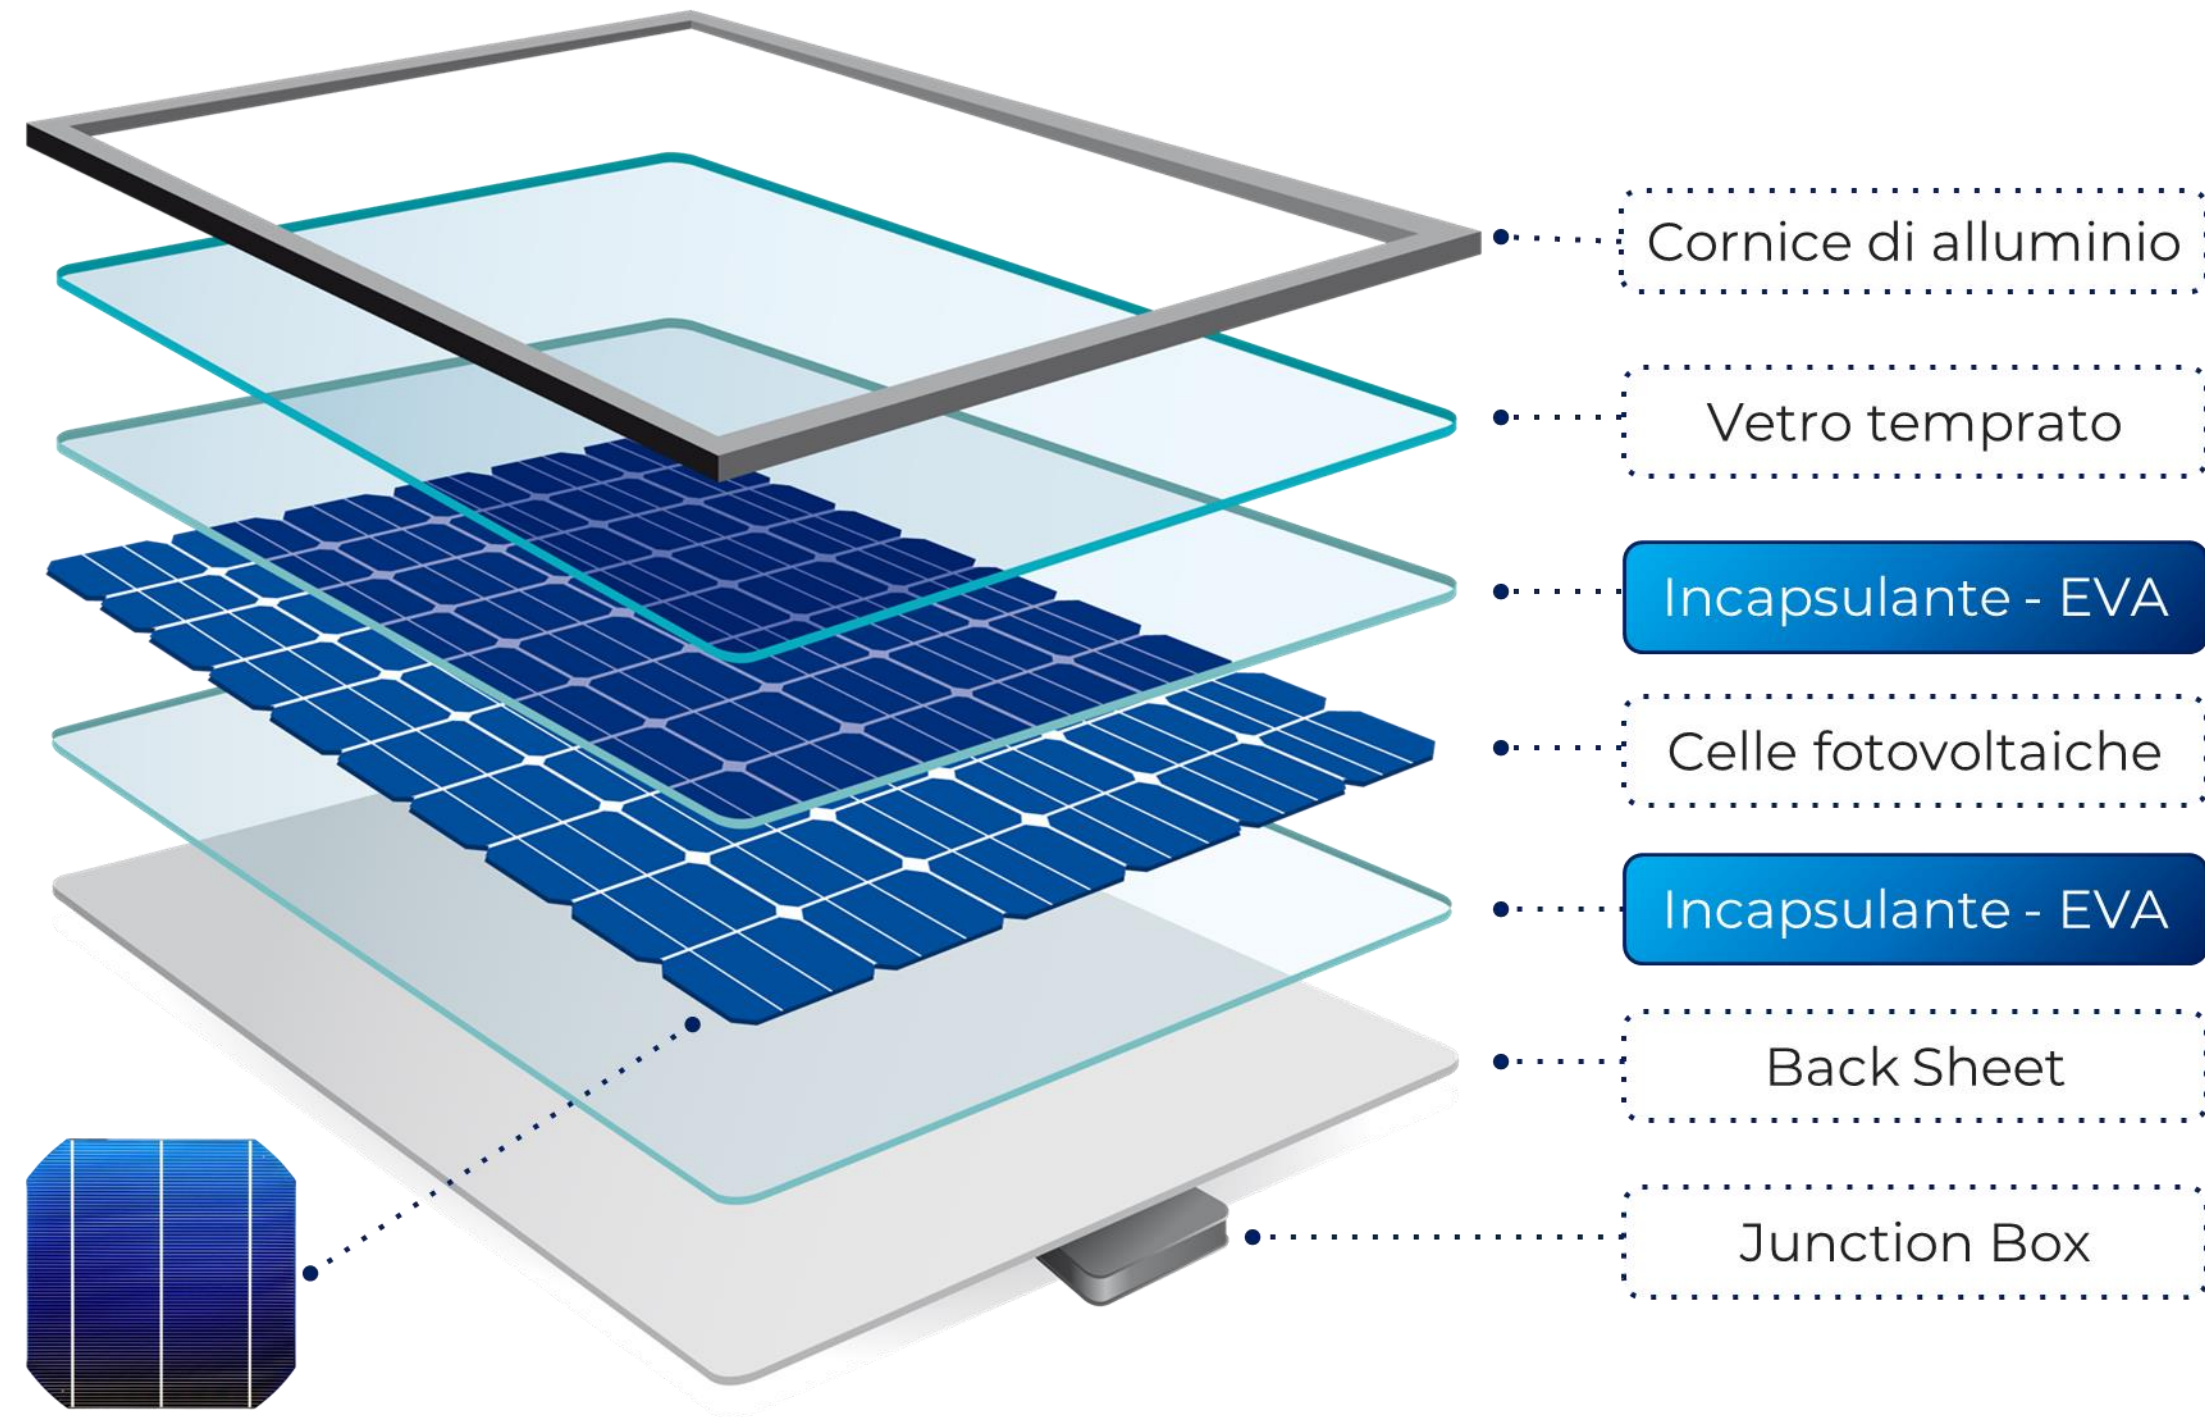 Cornice di alluminio
Vetro temprato
Incapsulante - EVA
Celle fotovoltaiche
Incapsulante - EVA
Back Sheet
Junction Box